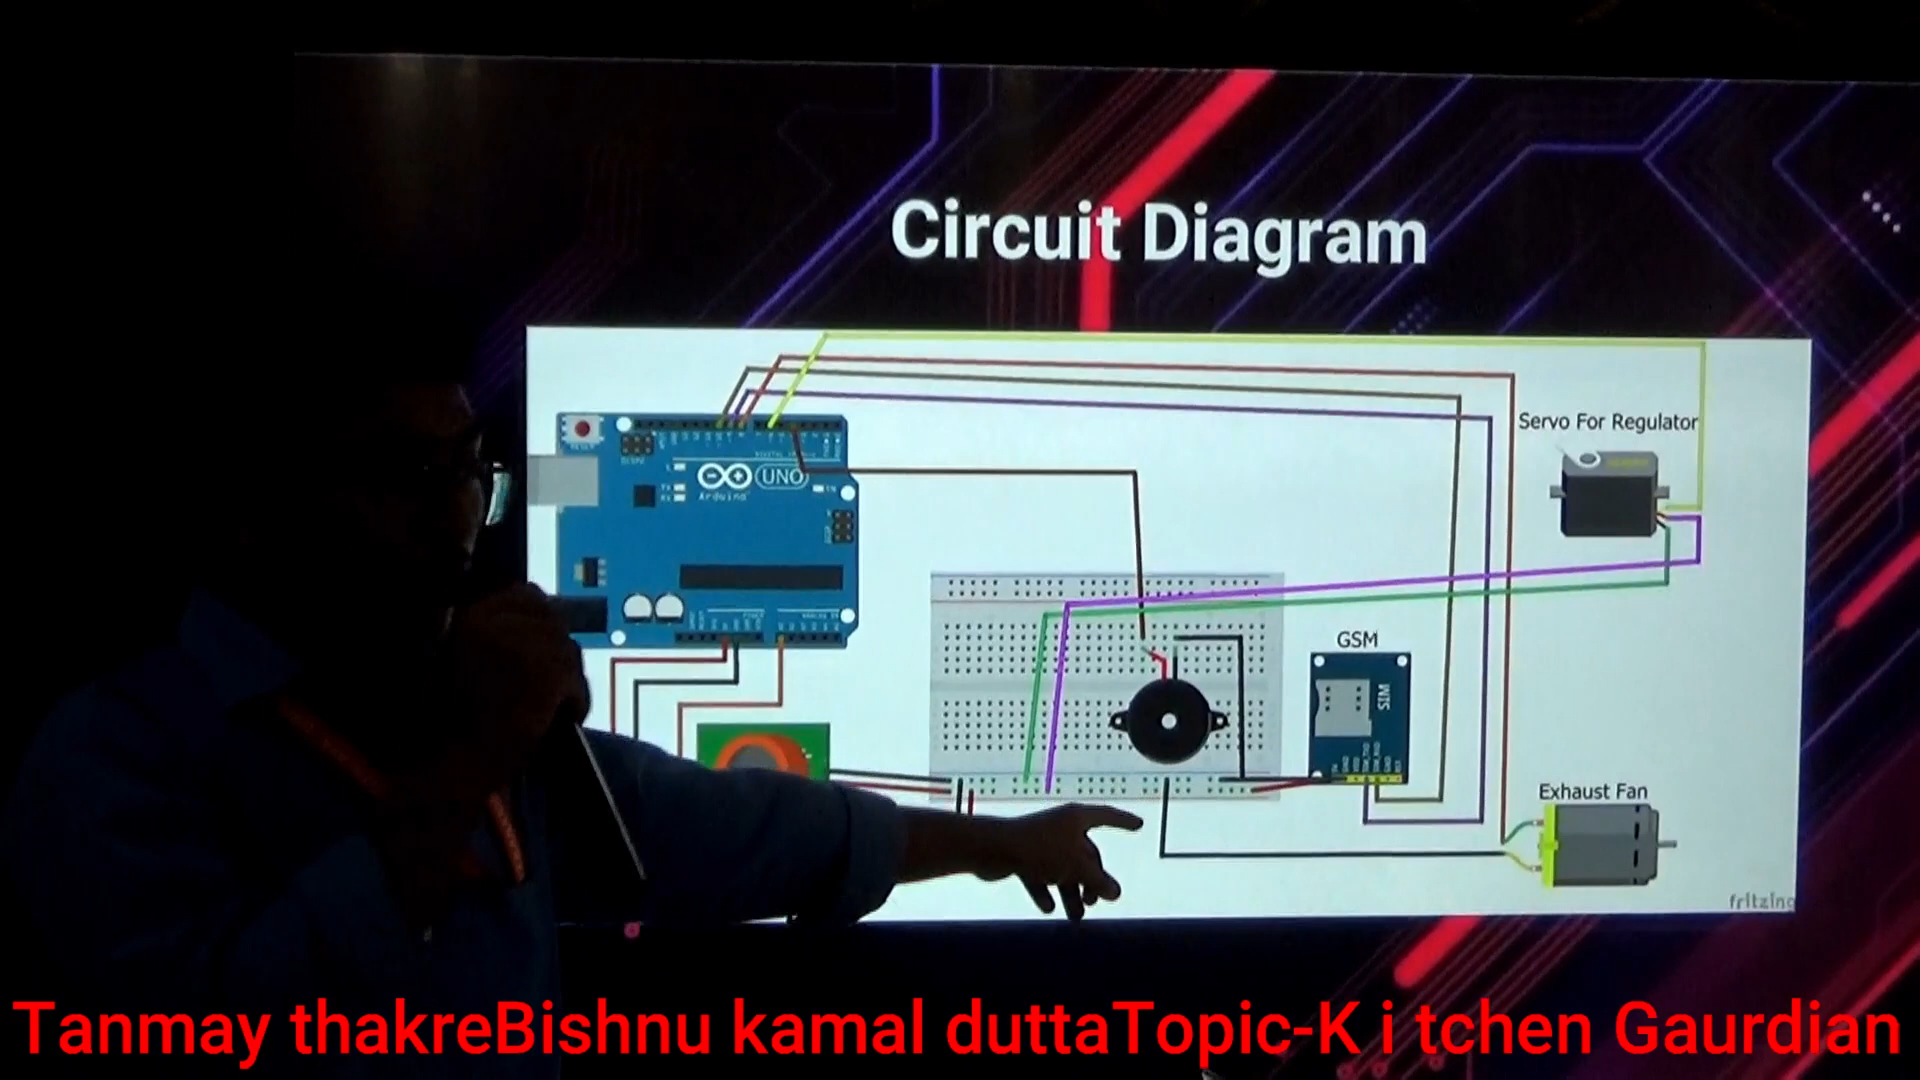 Circuit Diagram
Servo For Regulator
UNO
Arduino
GSM
SIM
Exhaust Fan
fritzing
Tanmay thakreBishnu kamal duttaTopic-K i tchen Gaurdian